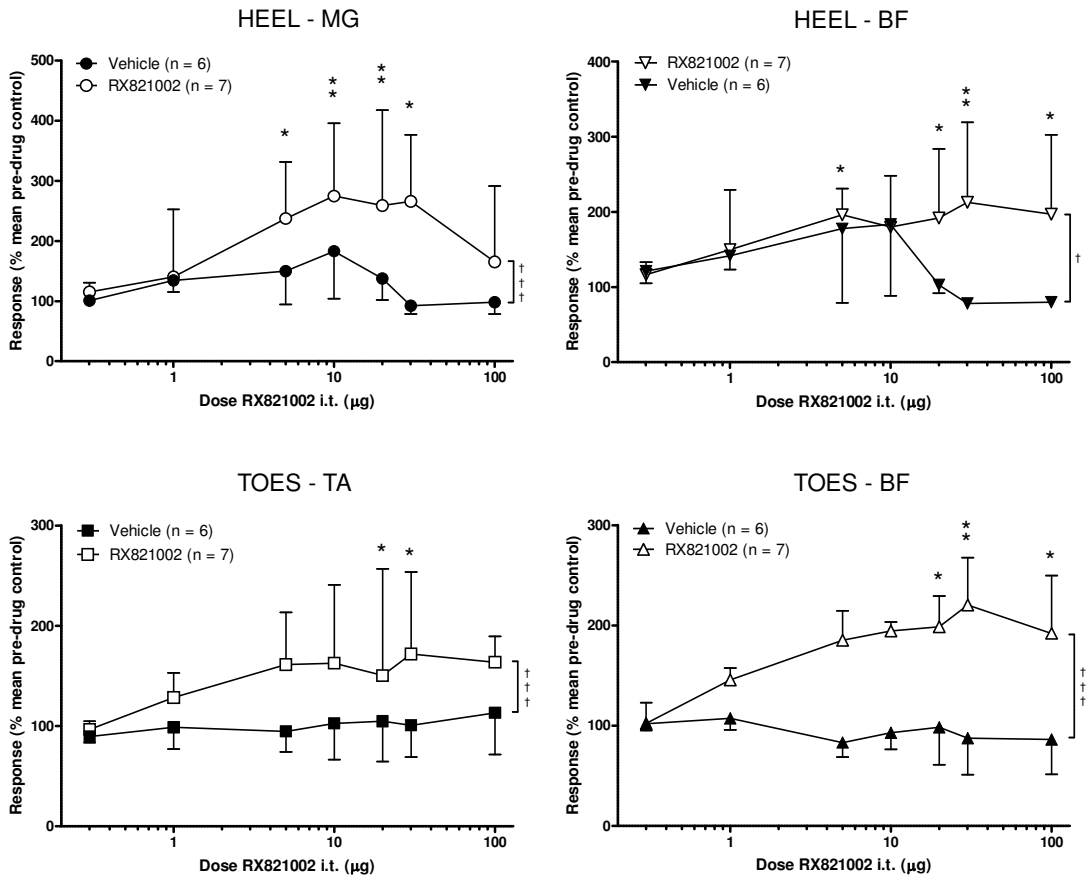 HEEL - MG
Response (% mean pre-drug control)
500
400
300
200
100
0
Vehicle (n = 6)
RX821002 (n = 7)
*
* *
* *
*
† † †
1
10
100
Dose RX821002 i.t. (µg)
HEEL - BF
Response (% mean pre-drug control)
400
300
200
100
0
RX821002 (n = 7)
Vehicle (n = 6)
*
*
* *
*
†
1
10
100
Dose RX821002 i.t. (µg)
TOES - TA
Response (% mean pre-drug control)
300
200
100
0
Vehicle (n = 6)
RX821002 (n = 7)
*
*
† † †
1
10
100
Dose RX821002 i.t. (µg)
TOES - BF
Response (% mean pre-drug control)
300
200
100
0
Vehicle (n = 6)
RX821002 (n = 7)
*
* *
*
† † †
1
10
100
Dose RX821002 i.t. (µg)